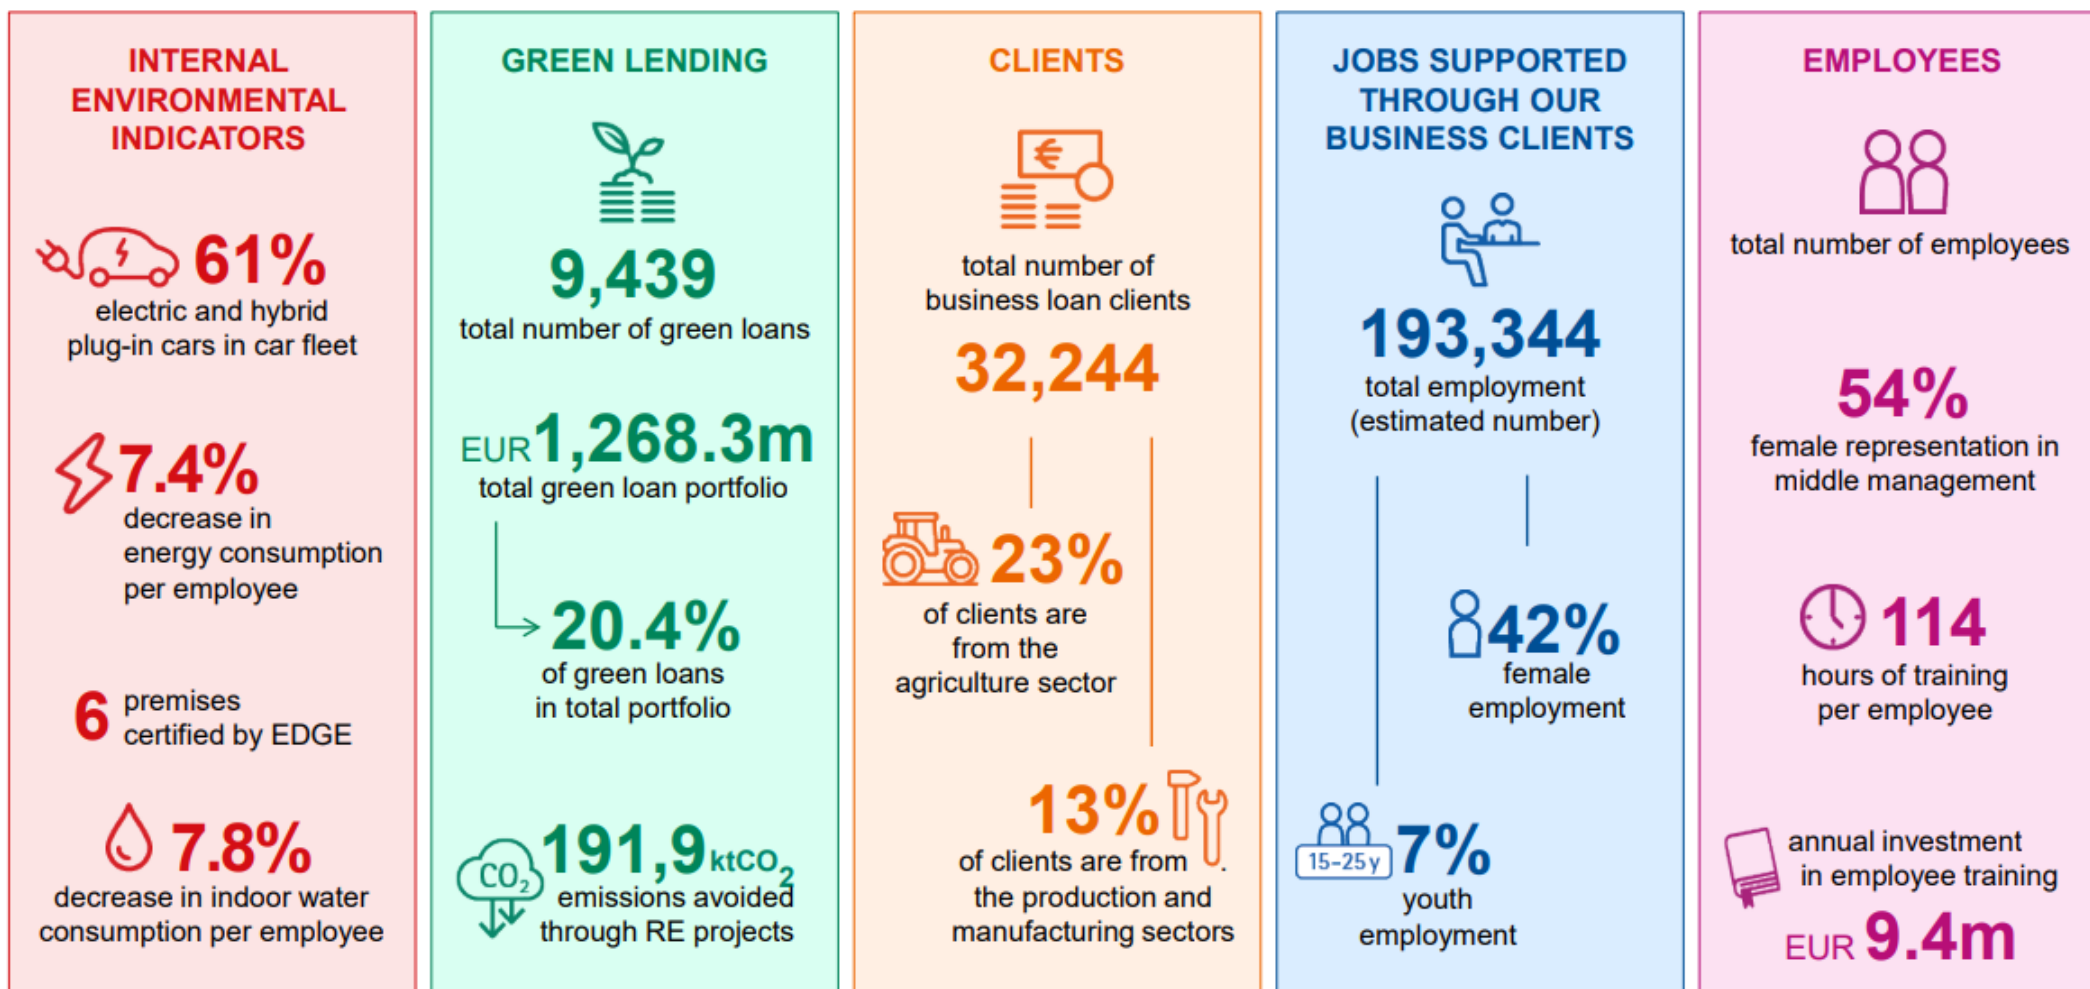 INTERNAL
ENVIRONMENTAL
INDICATORS
61%
electric and hybrid
plug-in cars in car fleet
7.4%
decrease in
energy consumption
per employee
6 premises
certified by EDGE
7.8%
decrease in indoor water
consumption per employee
GREEN LENDING
9,439
total number of green loans
EUR 1,268.3m
total green loan portfolio
20.4%
of green loans
in total portfolio
CO₂
191,9 ktCO₂
emissions avoided
through RE projects
CLIENTS
€
total number of
business loan clients
32,244
23%
of clients are
from the
agriculture sector
13%
of clients are from .
the production and
manufacturing sectors
JOBS SUPPORTED
THROUGH OUR
BUSINESS CLIENTS
193,344
total employment
(estimated number)
42%
female
employment
15-25 y 7%
youth
employment
EMPLOYEES
total number of employees
54%
female representation in
middle management
114
hours of training
per employee
annual investment
in employee training
EUR 9.4m